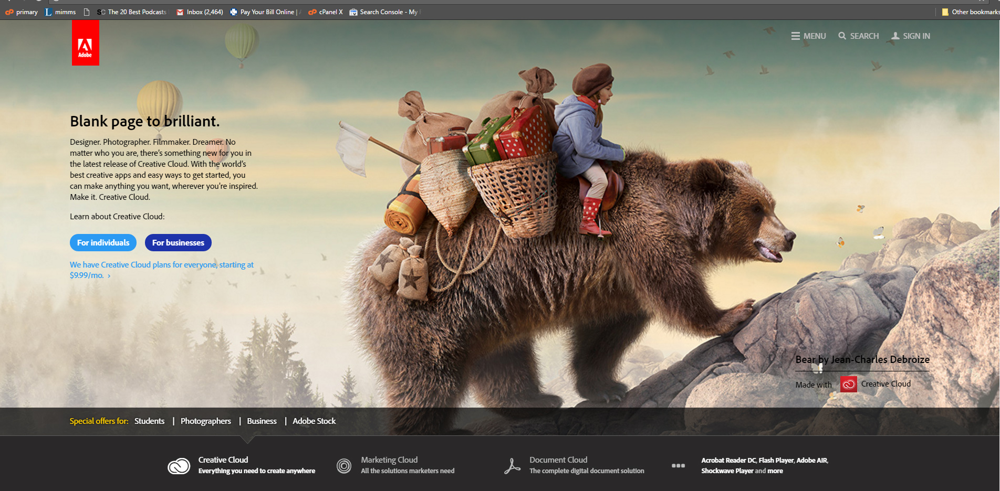 primary
mimms
SC The 20 Best Podcasts
Inbox (2,464)
Pay Your Bill Online |
cP cPanel X
Search Console - My
Other bookmarks
Adobe
MENU
SEARCH
SIGN IN
Blank page to brilliant.
Designer. Photographer. Filmmaker. Dreamer. No
matter who you are, there’s something new for you in
the latest release of Creative Cloud. With the world’s
best creative apps and easy ways to get started, you
can make anything you want, wherever you’re inspired.
Make it. Creative Cloud.
Learn about Creative Cloud:
For individuals
For businesses
We have Creative Cloud plans for everyone, starting at
$9.99/mo. ›
Bear by Jean-Charles Debroize
Made with Creative Cloud
Special offers for: Students | Photographers | Business | Adobe Stock
Creative Cloud
Everything you need to create anywhere
Marketing Cloud
All the solutions marketers need
Document Cloud
The complete digital document solution
Acrobat Reader DC, Flash Player, Adobe AIR,
Shockwave Player and more